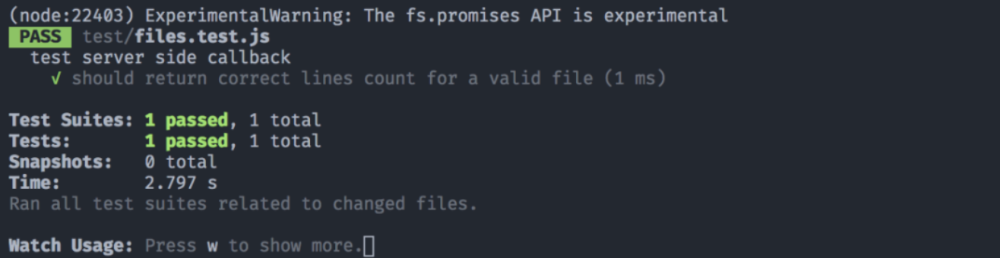 (node:22403) ExperimentalWarning: The fs.promises API is experimental
PASS test/files.test.js
test server side callback
√ should return correct lines count for a valid file (1 ms)
Test Suites: 1 passed, 1 total
Tests: 1 passed, 1 total
Snapshots: 0 total
Time: 2.797 s
Ran all test suites related to changed files.
Watch Usage: Press w to show more.